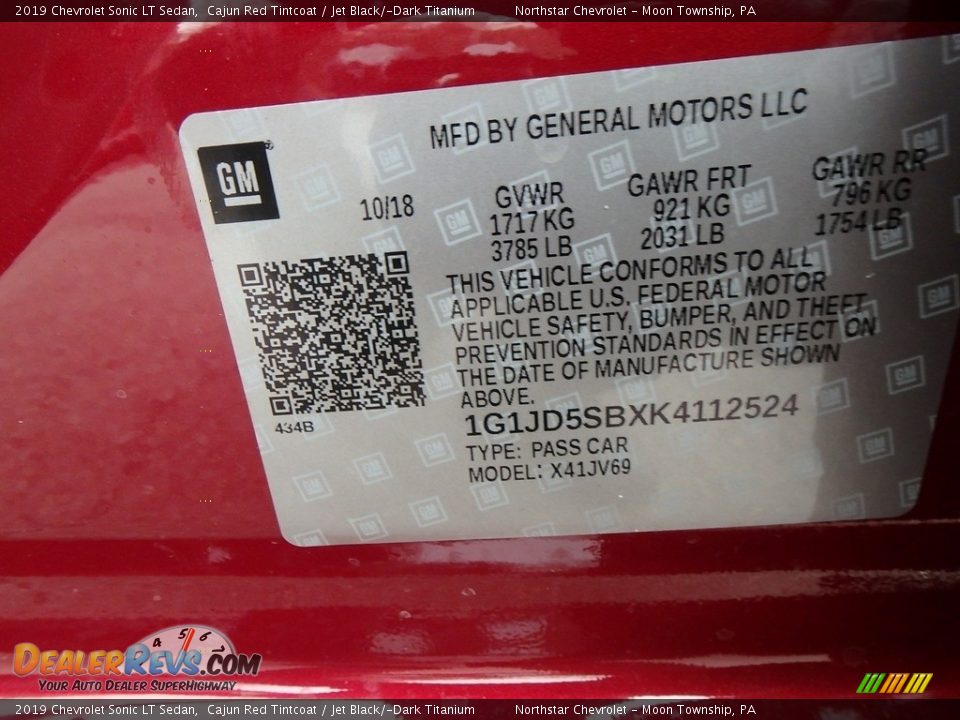 2019 Chevrolet Sonic LT Sedan, Cajun Red Tintcoat / Jet Black/-Dark Titanium Northstar Chevrolet - Moon Township, PA
MFD BY GENERAL MOTORS LLC
GM
10/18
GVWR GAWR FRT GAWR RR
1717 KG 921 KG 796 KG
3785 LB 2031 LB 1754 LB
THIS VEHICLE CONFORMS TO ALL
APPLICABLE U.S. FEDERAL MOTOR
VEHICLE SAFETY, BUMPER, AND THEFT
PREVENTION STANDARDS IN EFFECT ON
THE DATE OF MANUFACTURE SHOWN
ABOVE.
434B
1G1JD5SBXK4112524
TYPE: PASS CAR
MODEL: X41JV69
4 5 6
DEALERREVS.COM
YOUR AUTO DEALER SUPERHIGHWAY
2019 Chevrolet Sonic LT Sedan, Cajun Red Tintcoat / Jet Black/-Dark Titanium Northstar Chevrolet - Moon Township, PA